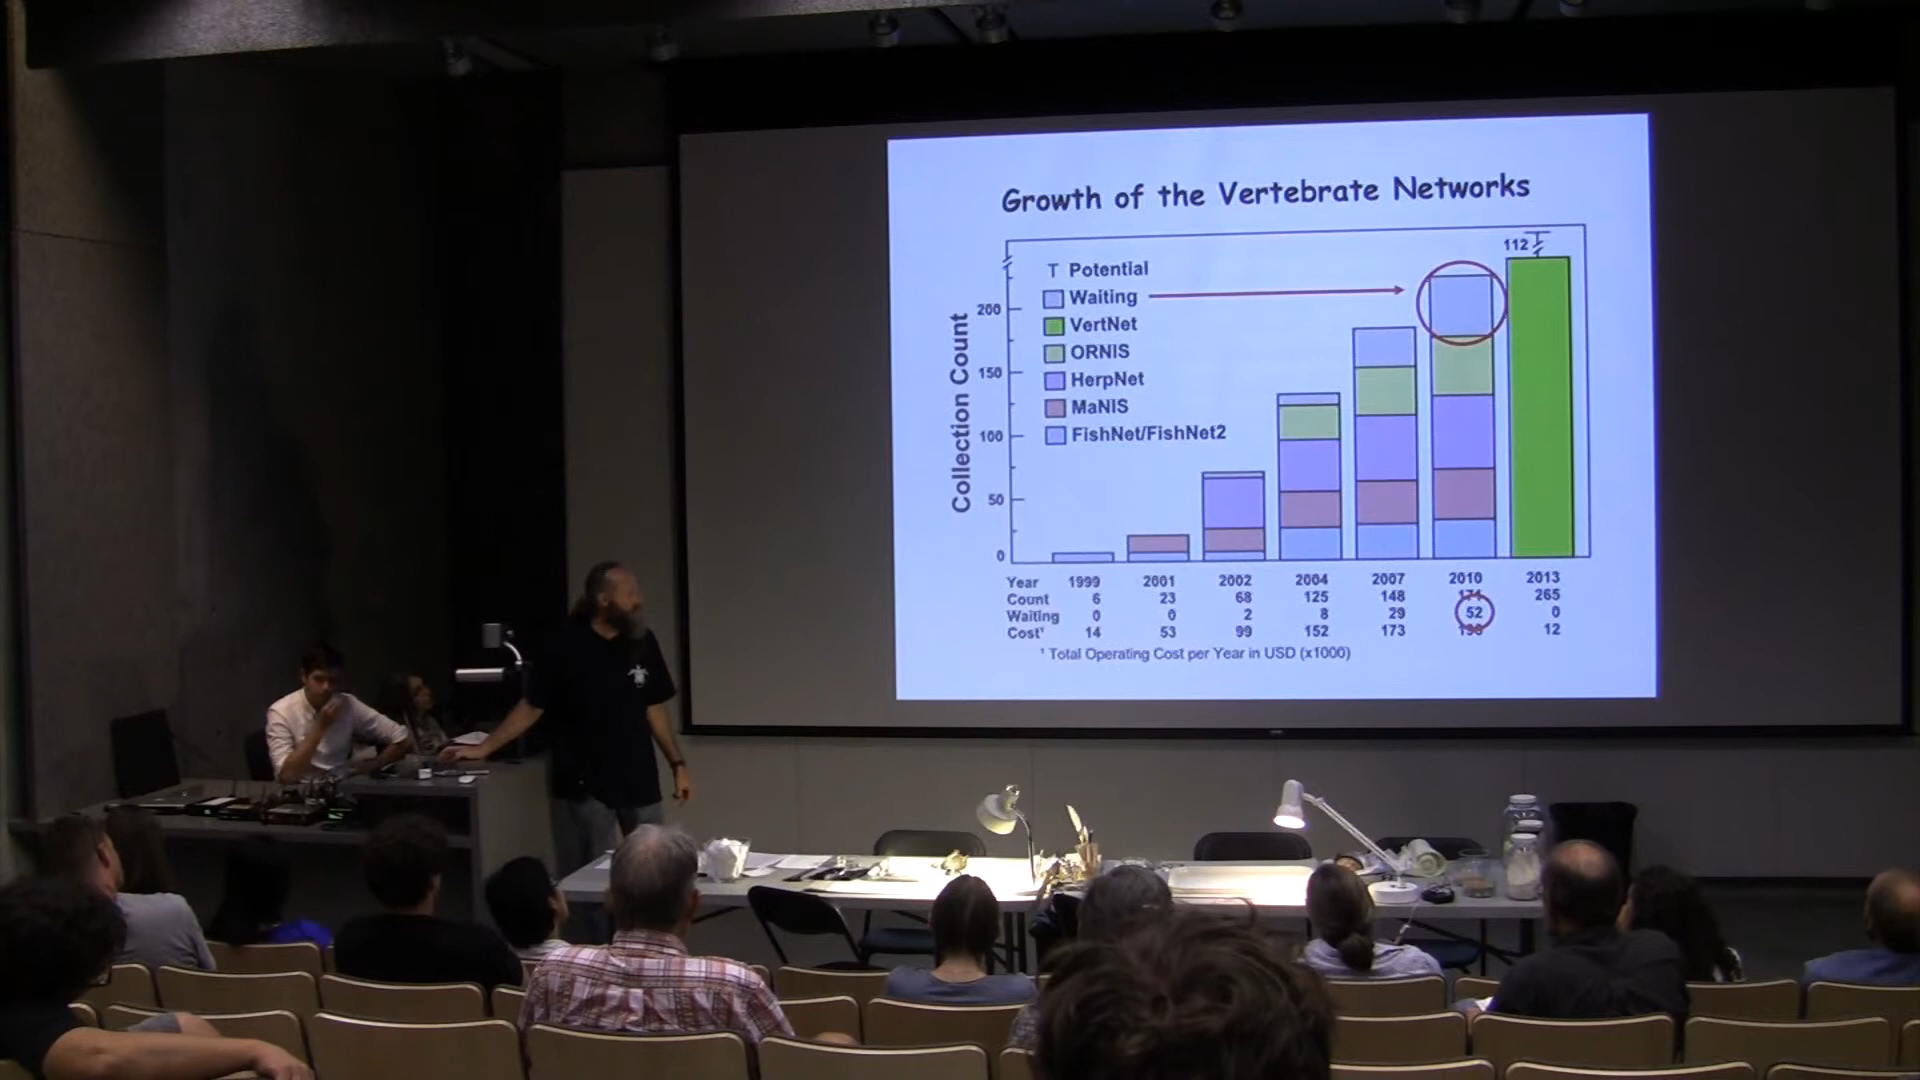 Growth of the Vertebrate Networks
112
T Potential
Waiting
VertNet
ORNIS
HerpNet
MaNIS
FishNet/FishNet2
Collection Count
200
150
100
50
0
Year 1999 2001 2002 2004 2007 2010 2013
Count 6 23 68 125 148 171 265
Waiting 0 0 2 8 29 52 0
Cost¹ 14 53 99 152 173 198 12
¹ Total Operating Cost per Year in USD (x1000)